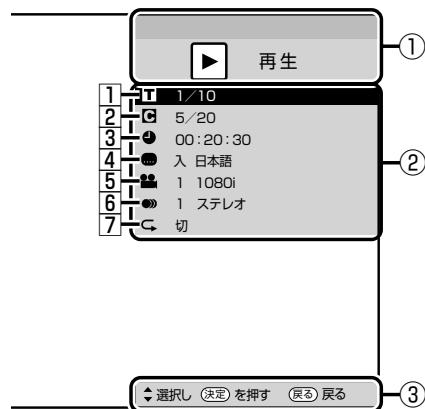 再生
①
1 T 1/10
2 C 5/20
3 00:20:30
4 入 日本語
②
5 1 1080i
6 1 ステレオ
7 切
選択し 決定 を押す 戻る 戻る
③